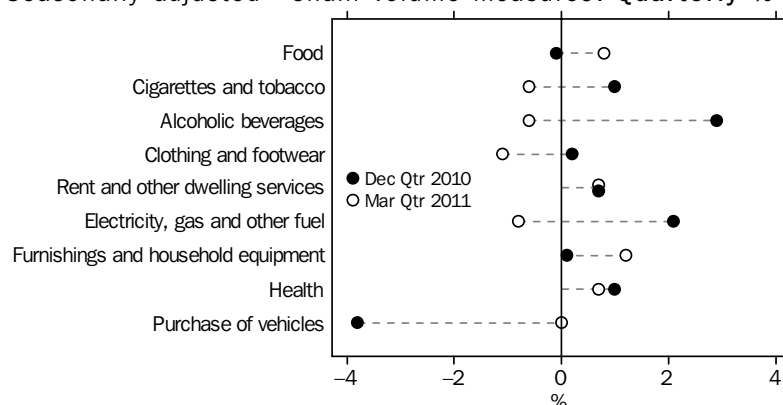 Food
Cigarettes and tobacco
Alcoholic beverages
Clothing and footwear
Rent and other dwelling services
Electricity, gas and other fuel
Furnishings and household equipment
Health
Purchase of vehicles
Dec Qtr 2010
Mar Qtr 2011
−4 −2 0 2 4
%